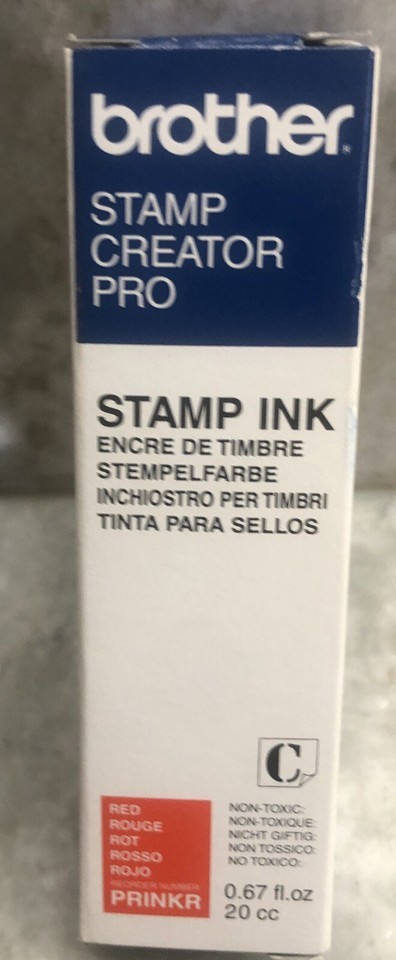 brother
STAMP
CREATOR
PRO
STAMP INK
ENCRE DE TIMBRE
STEMPELFARBE
INCHIOSTRO PER TIMBRI
TINTA PARA SELLOS
C
RED
ROUGE
ROT
ROSSO
ROJO
REORDER NUMBER
PRINKR
NON-TOXIC:
NON-TOXIQUE:
NICHT GIFTIG:
NON TOSSICO:
NO TOXICO:
0.67 fl.oz
20 cc